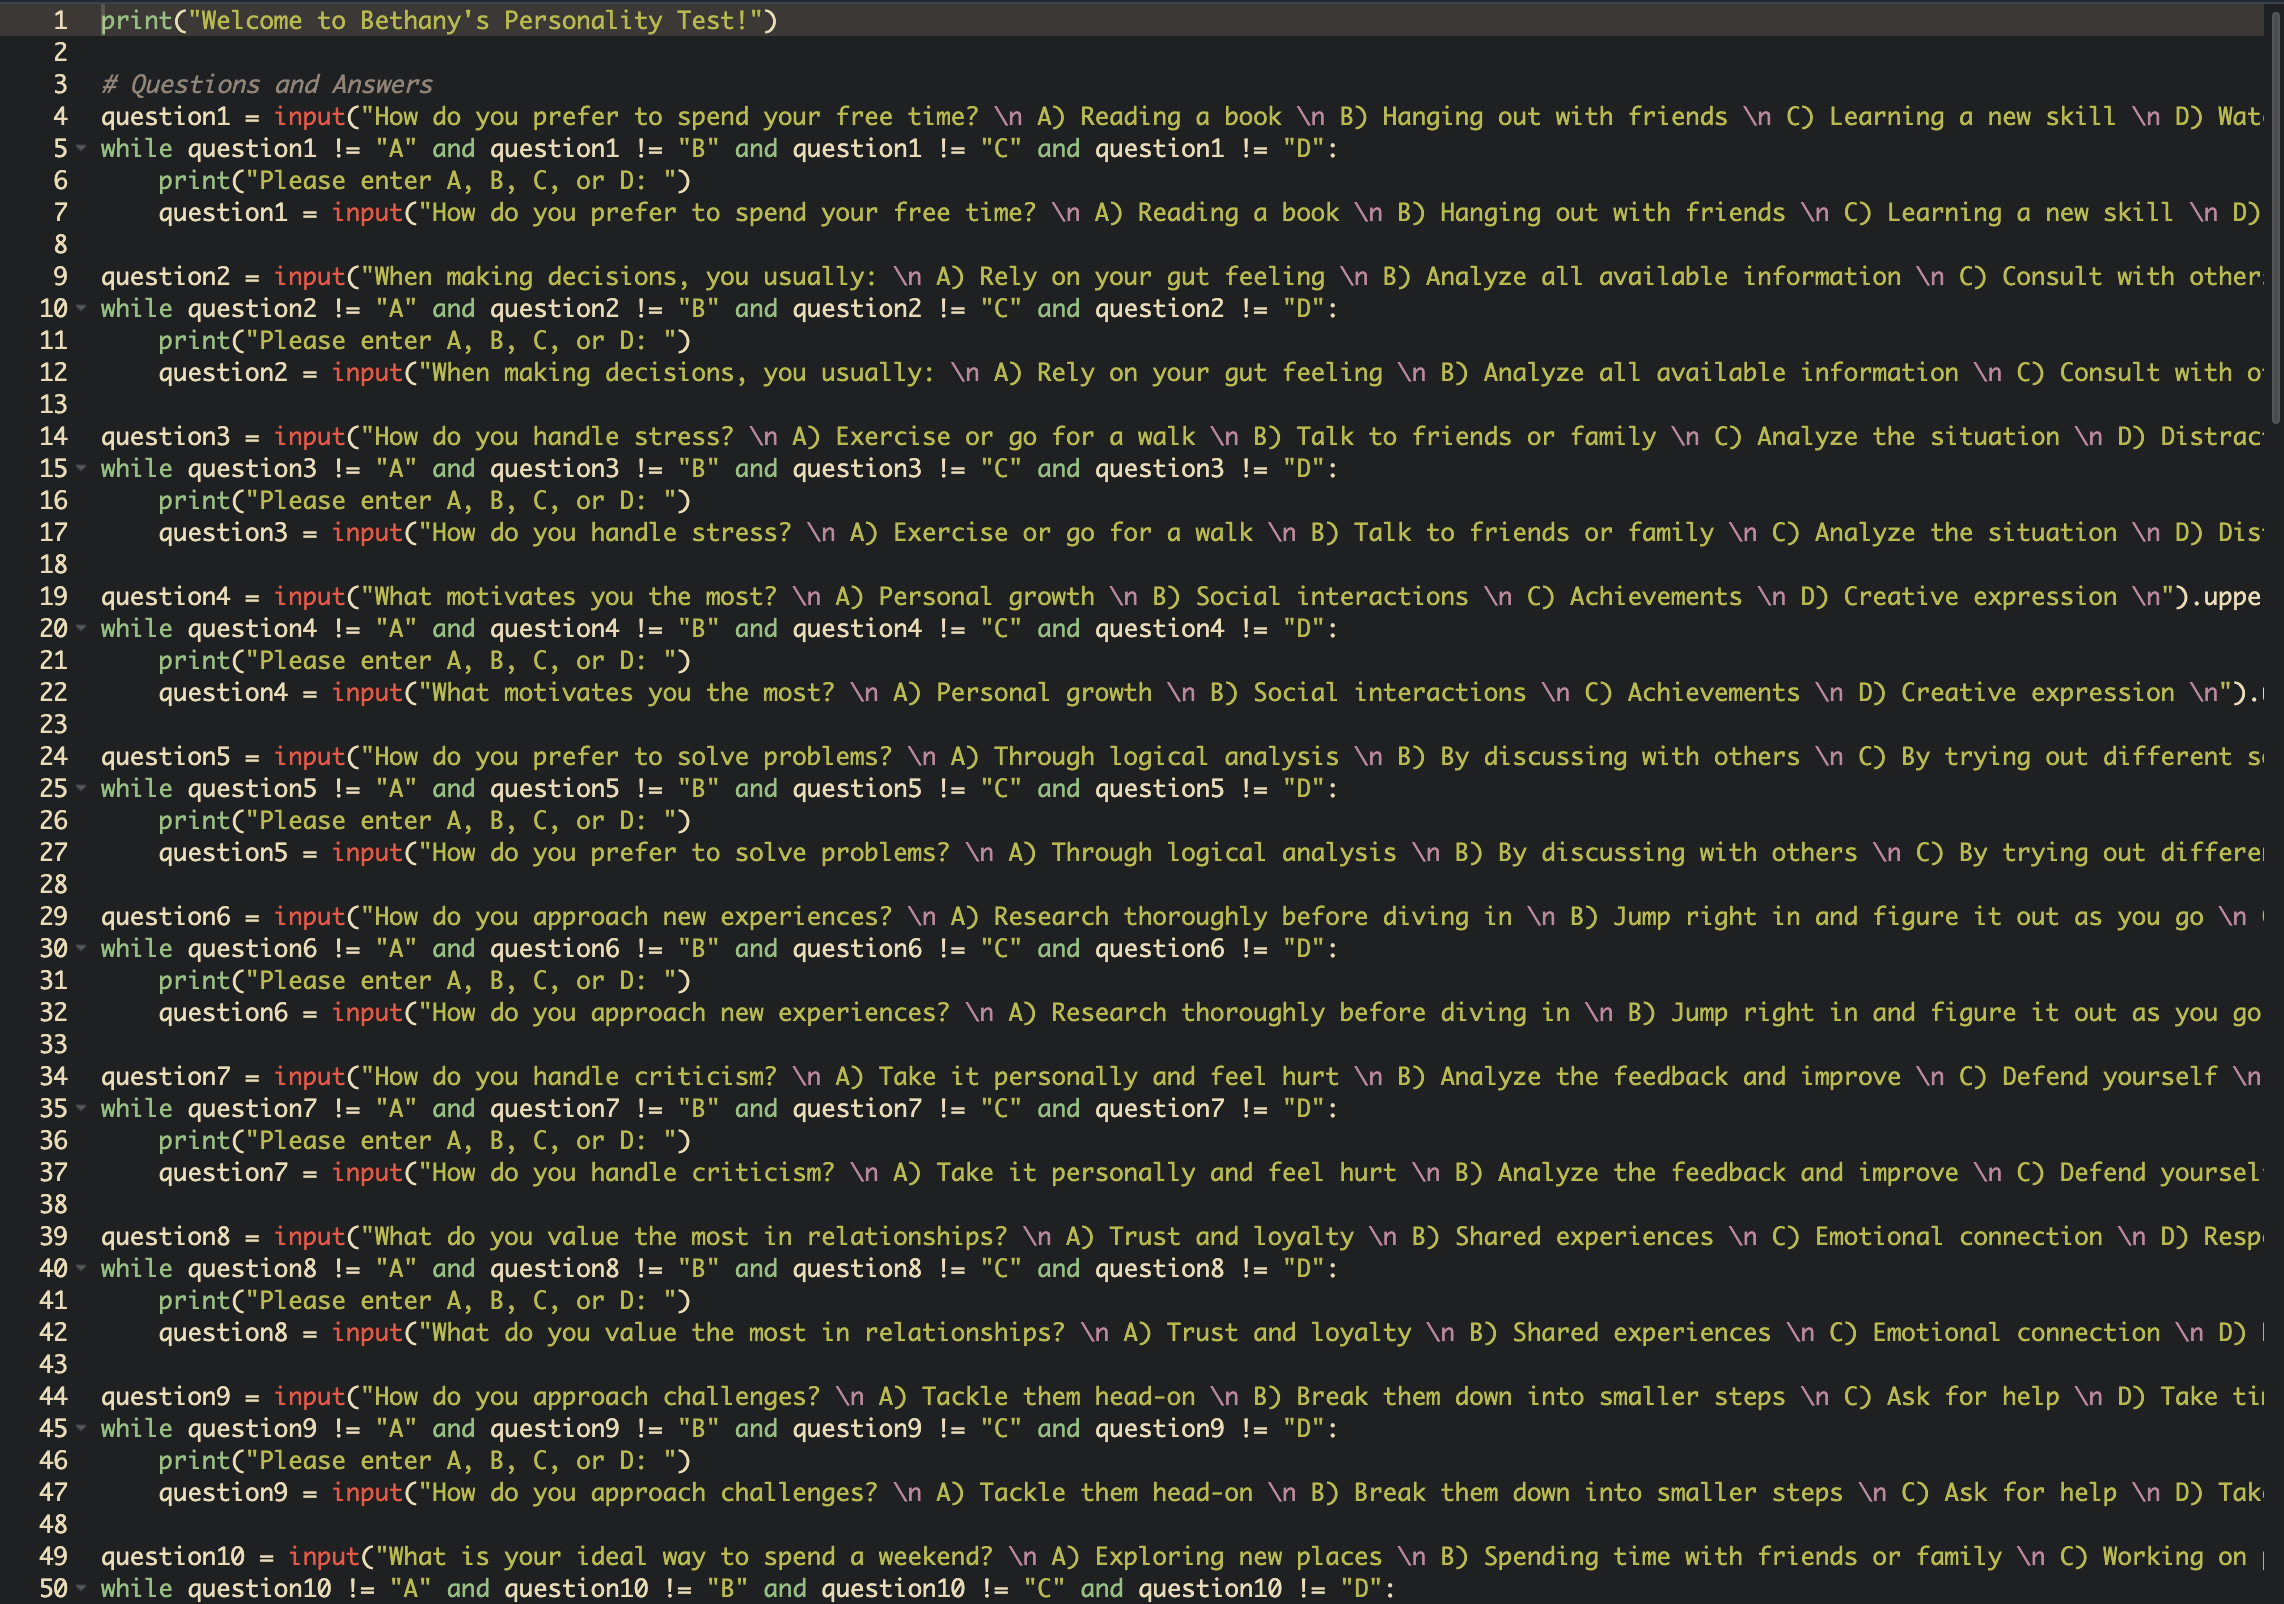 1 print("Welcome to Bethany's Personality Test!")
2
3 # Questions and Answers
4 question1 = input("How do you prefer to spend your free time? \n A) Reading a book \n B) Hanging out with friends \n C) Learning a new skill \n D)
5 while question1 != "A" and question1 != "B" and question1 != "C" and question1 != "D":
6 print("Please enter A, B, C, or D: ")
7 question1 = input("How do you prefer to spend your free time? \n A) Reading a book \n B) Hanging out with friends \n C) Learning a new skill \n D)
8
9 question2 = input("When making decisions, you usually: \n A) Rely on your gut feeling \n B) Analyze all available information \n C) Consult with
10 while question2 != "A" and question2 != "B" and question2 != "C" and question2 != "D":
11 print("Please enter A, B, C, or D: ")
12 question2 = input("When making decisions, you usually: \n A) Rely on your gut feeling \n B) Analyze all available information \n C) Consult with
13
14 question3 = input("How do you handle stress? \n A) Exercise or go for a walk \n B) Talk to friends or family \n C) Analyze the situation \n D)
15 while question3 != "A" and question3 != "B" and question3 != "C" and question3 != "D":
16 print("Please enter A, B, C, or D: ")
17 question3 = input("How do you handle stress? \n A) Exercise or go for a walk \n B) Talk to friends or family \n C) Analyze the situation \n D)
18
19 question4 = input("What motivates you the most? \n A) Personal growth \n B) Social interactions \n C) Achievements \n D) Creative expression \n").uppe
20 while question4 != "A" and question4 != "B" and question4 != "C" and question4 != "D":
21 print("Please enter A, B, C, or D: ")
22 question4 = input("What motivates you the most? \n A) Personal growth \n B) Social interactions \n C) Achievements \n D) Creative expression \n").
23
24 question5 = input("How do you prefer to solve problems? \n A) Through logical analysis \n B) By discussing with others \n C) By trying out different
25 while question5 != "A" and question5 != "B" and question5 != "C" and question5 != "D":
26 print("Please enter A, B, C, or D: ")
27 question5 = input("How do you prefer to solve problems? \n A) Through logical analysis \n B) By discussing with others \n C) By trying out
28
29 question6 = input("How do you approach new experiences? \n A) Research thoroughly before diving in \n B) Jump right in and figure it out as you go \n
30 while question6 != "A" and question6 != "B" and question6 != "C" and question6 != "D":
31 print("Please enter A, B, C, or D: ")
32 question6 = input("How do you approach new experiences? \n A) Research thoroughly before diving in \n B) Jump right in and figure it out as you go
33
34 question7 = input("How do you handle criticism? \n A) Take it personally and feel hurt \n B) Analyze the feedback and improve \n C) Defend yourself \n
35 while question7 != "A" and question7 != "B" and question7 != "C" and question7 != "D":
36 print("Please enter A, B, C, or D: ")
37 question7 = input("How do you handle criticism? \n A) Take it personally and feel hurt \n B) Analyze the feedback and improve \n C) Defend
38
39 question8 = input("What do you value the most in relationships? \n A) Trust and loyalty \n B) Shared experiences \n C) Emotional connection \n D)
40 while question8 != "A" and question8 != "B" and question8 != "C" and question8 != "D":
41 print("Please enter A, B, C, or D: ")
42 question8 = input("What do you value the most in relationships? \n A) Trust and loyalty \n B) Shared experiences \n C) Emotional connection \n D)
43
44 question9 = input("How do you approach challenges? \n A) Tackle them head-on \n B) Break them down into smaller steps \n C) Ask for help \n D) Take
45 while question9 != "A" and question9 != "B" and question9 != "C" and question9 != "D":
46 print("Please enter A, B, C, or D: ")
47 question9 = input("How do you approach challenges? \n A) Tackle them head-on \n B) Break them down into smaller steps \n C) Ask for help \n D)
48
49 question10 = input("What is your ideal way to spend a weekend? \n A) Exploring new places \n B) Spending time with friends or family \n C) Working on
50 while question10 != "A" and question10 != "B" and question10 != "C" and question10 != "D":